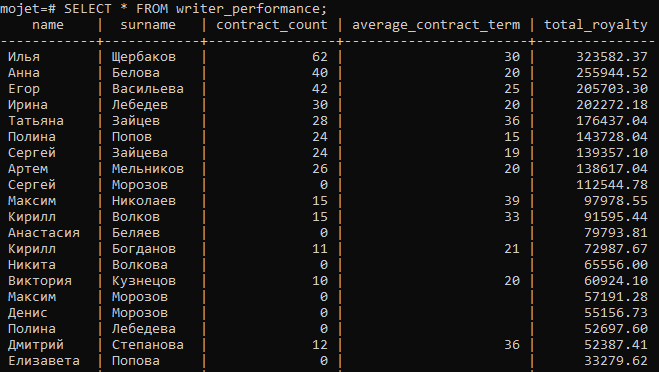 mojet=# SELECT * FROM writer_performance;
name | surname | contract_count | average_contract_term | total_royalty
-----------+-----------+----------------+-----------------------+---------------
Илья | Щербаков | 62 | 30 | 323582.37
Анна | Белова | 40 | 20 | 255944.52
Егор | Васильева | 42 | 25 | 205703.30
Ирина | Лебедев | 30 | 20 | 202272.18
Татьяна | Зайцев | 28 | 36 | 176437.04
Полина | Попов | 24 | 15 | 143728.04
Сергей | Зайцева | 24 | 19 | 139357.10
Артем | Мельников | 26 | 20 | 138617.04
Сергей | Морозов | 0 | | 112544.78
Максим | Николаев | 15 | 39 | 97978.55
Кирилл | Волков | 15 | 33 | 91595.44
Анастасия | Беляев | 0 | | 79793.81
Кирилл | Богданов | 11 | 21 | 72987.67
Никита | Волкова | 0 | | 65556.00
Виктория | Кузнецов | 10 | 20 | 60924.10
Максим | Морозов | 0 | | 57191.28
Денис | Морозов | 0 | | 55156.73
Полина | Лебедева | 0 | | 52697.60
Дмитрий | Степанова | 12 | 36 | 52387.41
Елизавета | Попова | 0 | | 33279.62